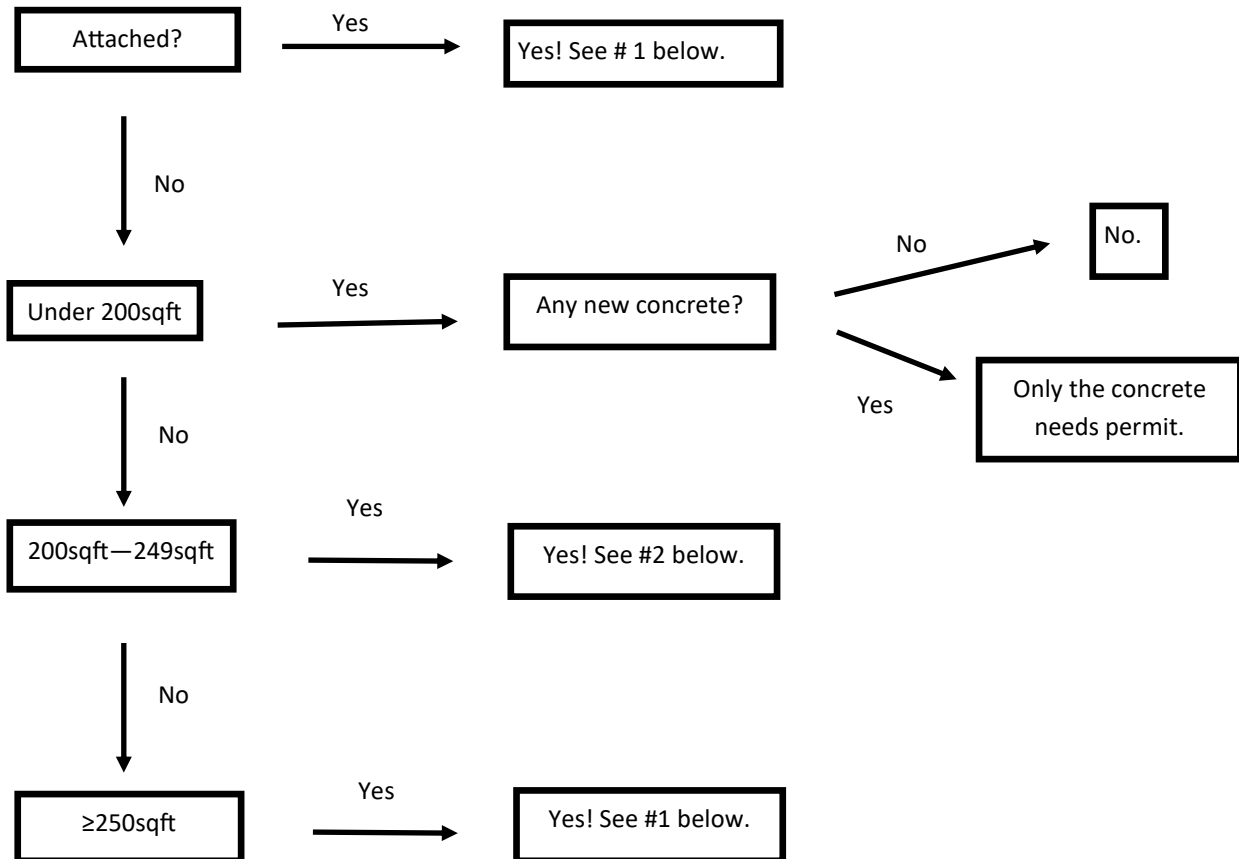 Attached?
Yes
Yes! See # 1 below.
No
Under 200sqft
Yes
Any new concrete?
No
No.
Yes
Only the concrete
needs permit.
No
200sqft—249sqft
Yes
Yes! See #2 below.
No
≥250sqft
Yes
Yes! See #1 below.